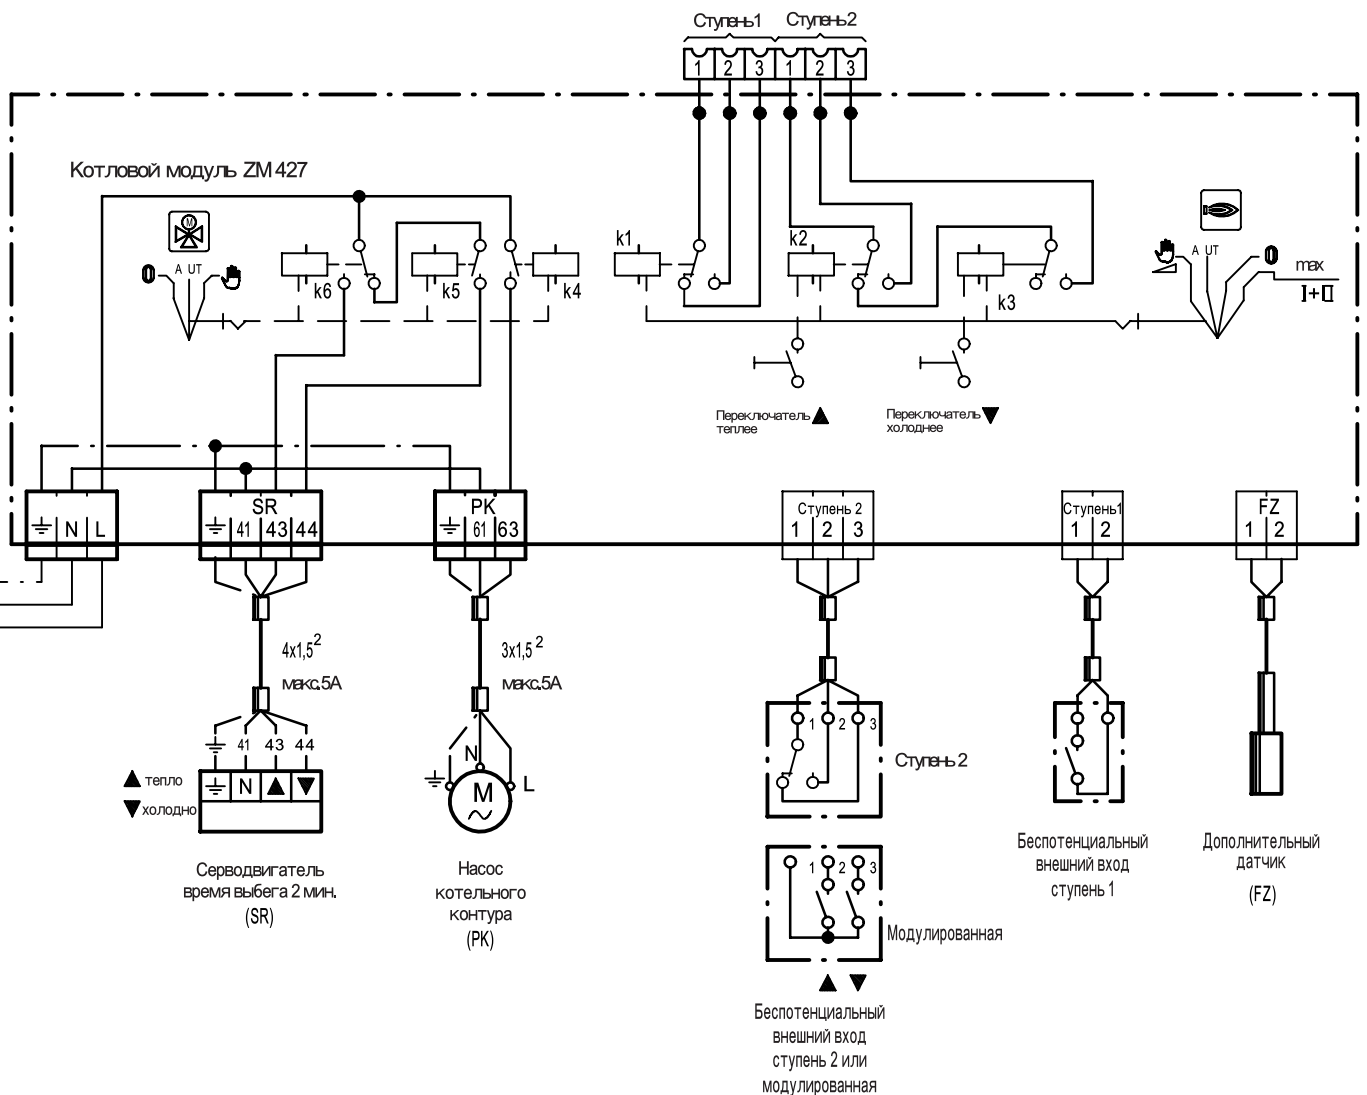 Ступень1 Ступень2
1 2 3 1 2 3
Котловой модуль ZM 427
M
0 A UT
k6 k5 k4
k1 k2 k3
A UT 0
max
I+II
Переключатель ▲
теплее
Переключатель ▼
холоднее
N L
SR
41 43 44
PK
61 63
Ступень 2
1 2 3
Ступень1
1 2
FZ
1 2
4x1,5²
макс.5A
3x1,5²
макс.5A
41 43 44
N ▲ ▼
▲ тепло
▼ холодно
N
L
M
~
1 2 3
Ступень 2
1 2 3
Модулированная
▲ ▼
Серводвигатель
время выбега 2 мин.
(SR)
Насос
котельного
контура
(PK)
Беспотенциальный
внешний вход
ступень 2 или
модулированная
Беспотенциальный
внешний вход
ступень 1
Дополнительный
датчик
(FZ)